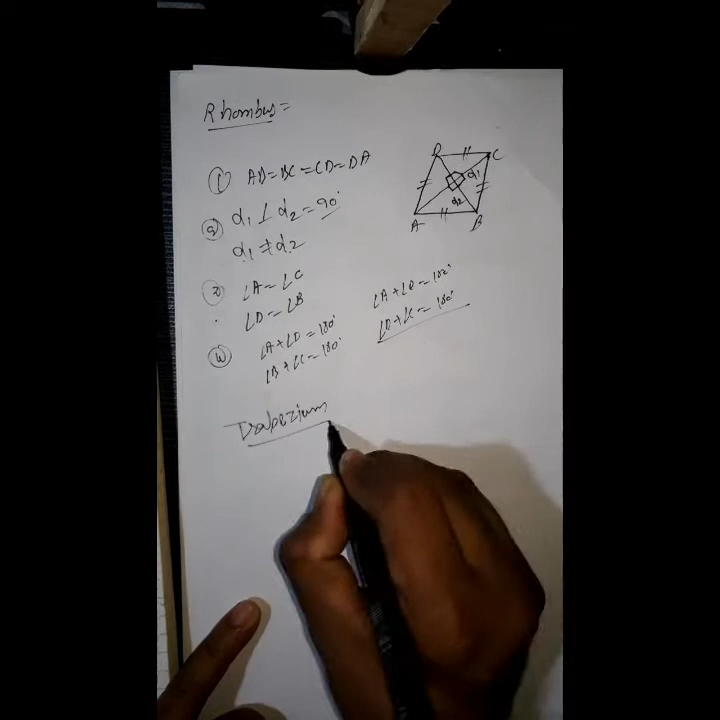 Rhombus =
① AD = BC = CD = DA
② d1 ⊥ d2 = 90°
d1 ≠ d2
③ ∠A = ∠C
∠D = ∠B
④ ∠A + ∠D = 180°
∠B + ∠C = 180°
∠A + ∠B = 180°
∠D + ∠C = 180°
D C
d1
d2
A B
Trapezium